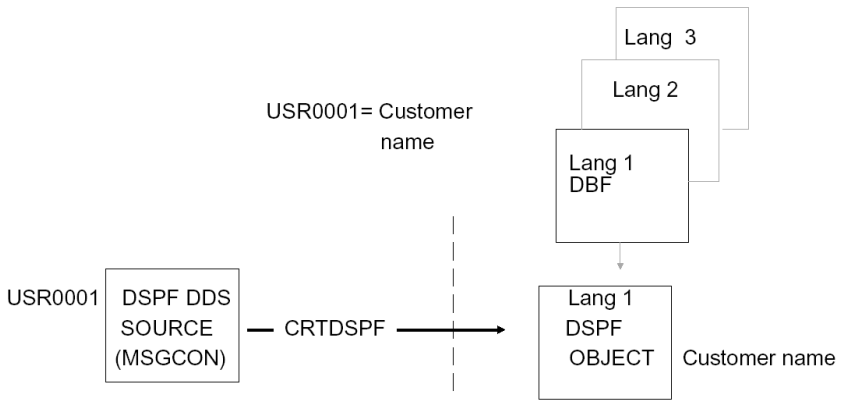 Lang 3
Lang 2
USR0001= Customer
name
Lang 1
DBF
USR0001
DSPF DDS
SOURCE
(MSGCON)
CRTDSPF
Lang 1
DSPF
OBJECT
Customer name